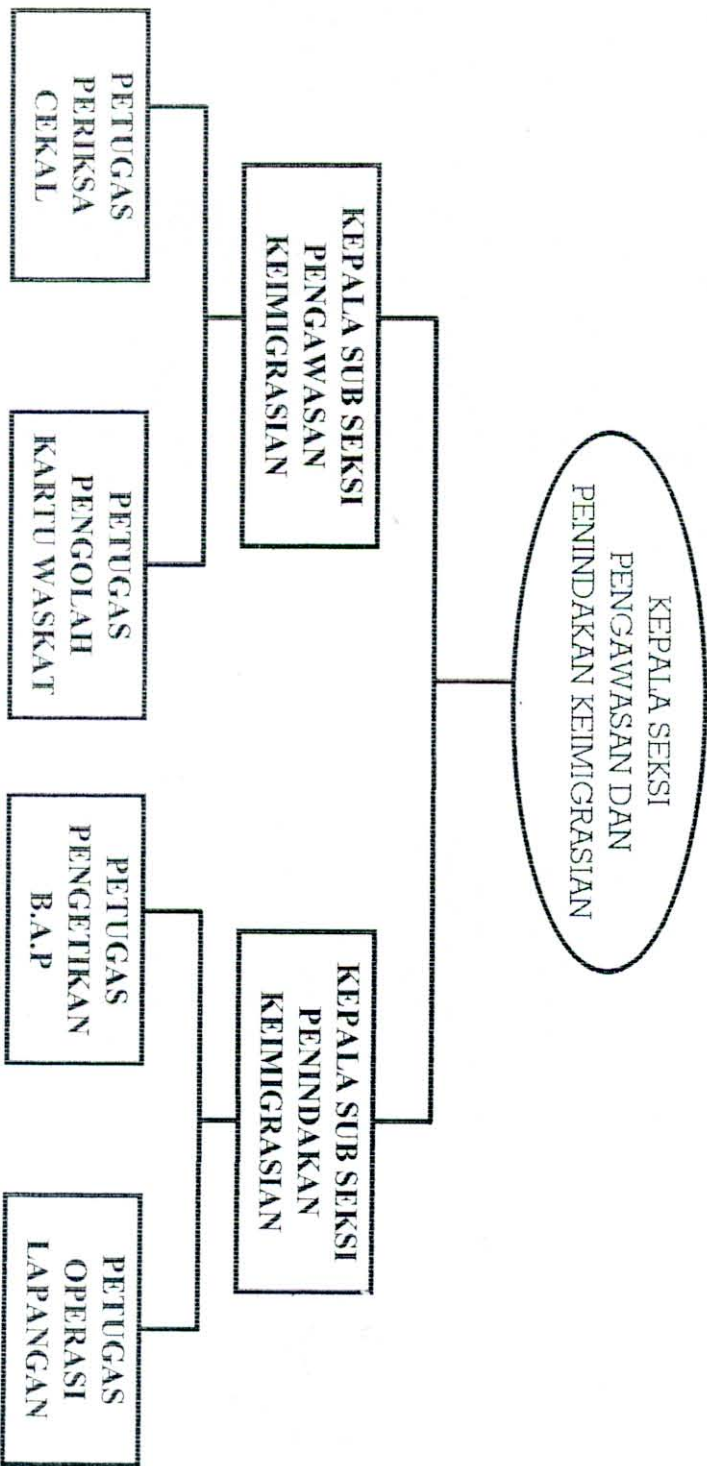 KEPALA SEKSI
PENGAWASAN DAN
PENINDAKAN KEIMIGRASIAN
KEPALA SUB SEKSI
PENGAWASAN
KEIMIGRASIAN
KEPALA SUB SEKSI
PENINDAKAN
KEIMIGRASIAN
PETUGAS
PERIKSA
CEKAL
PETUGAS
PENGOLAH
KARTU WASKAT
PETUGAS
PENGETIKAN
B.A.P
PETUGAS
OPERASI
LAPANGAN